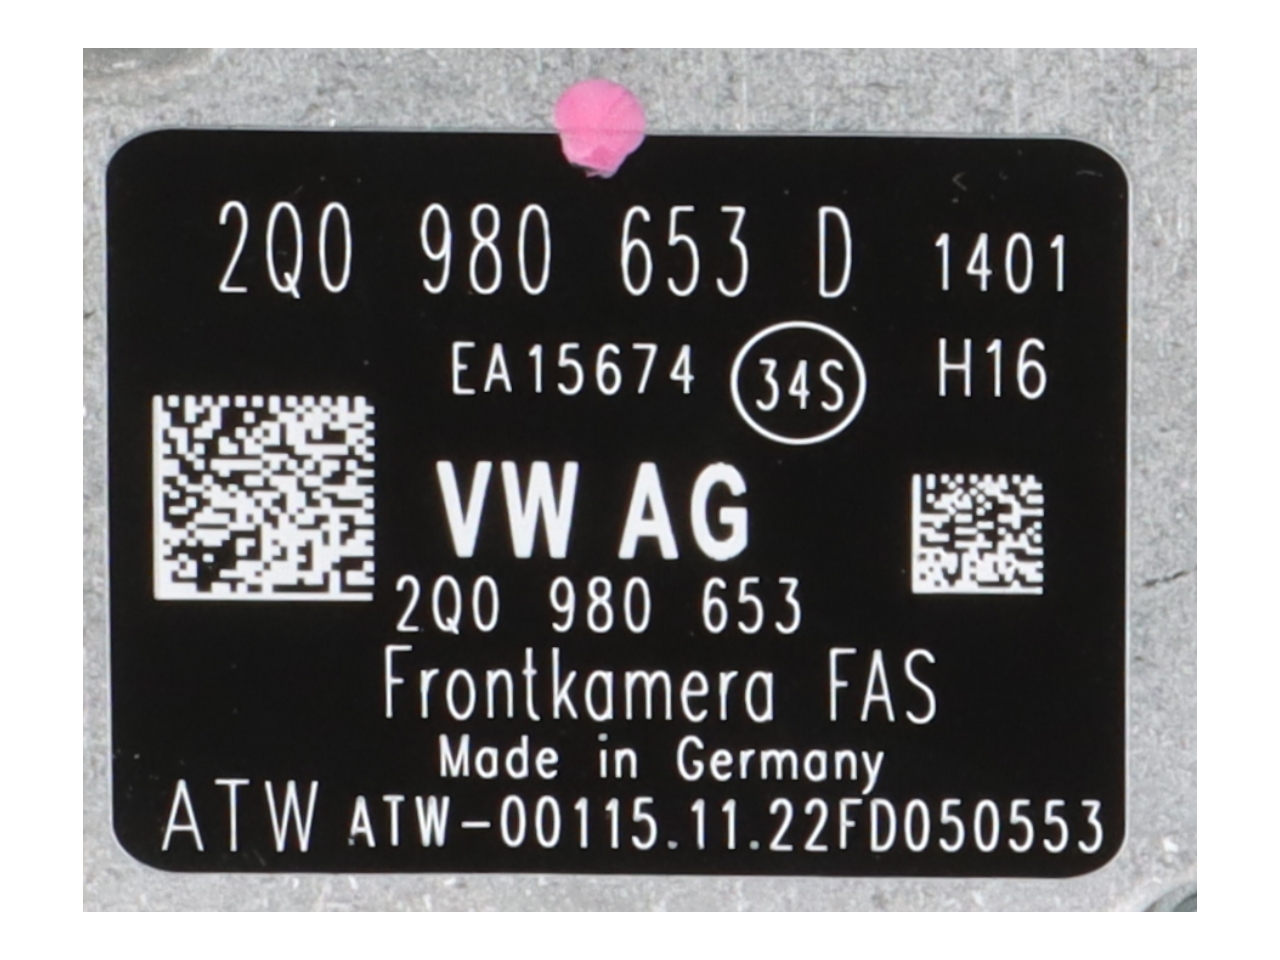 2Q0 980 653 D 1401
EA15674 34S H16
VW AG
2Q0 980 653
Frontkamera FAS
Made in Germany
ATW ATW-00115.11.22FD050553